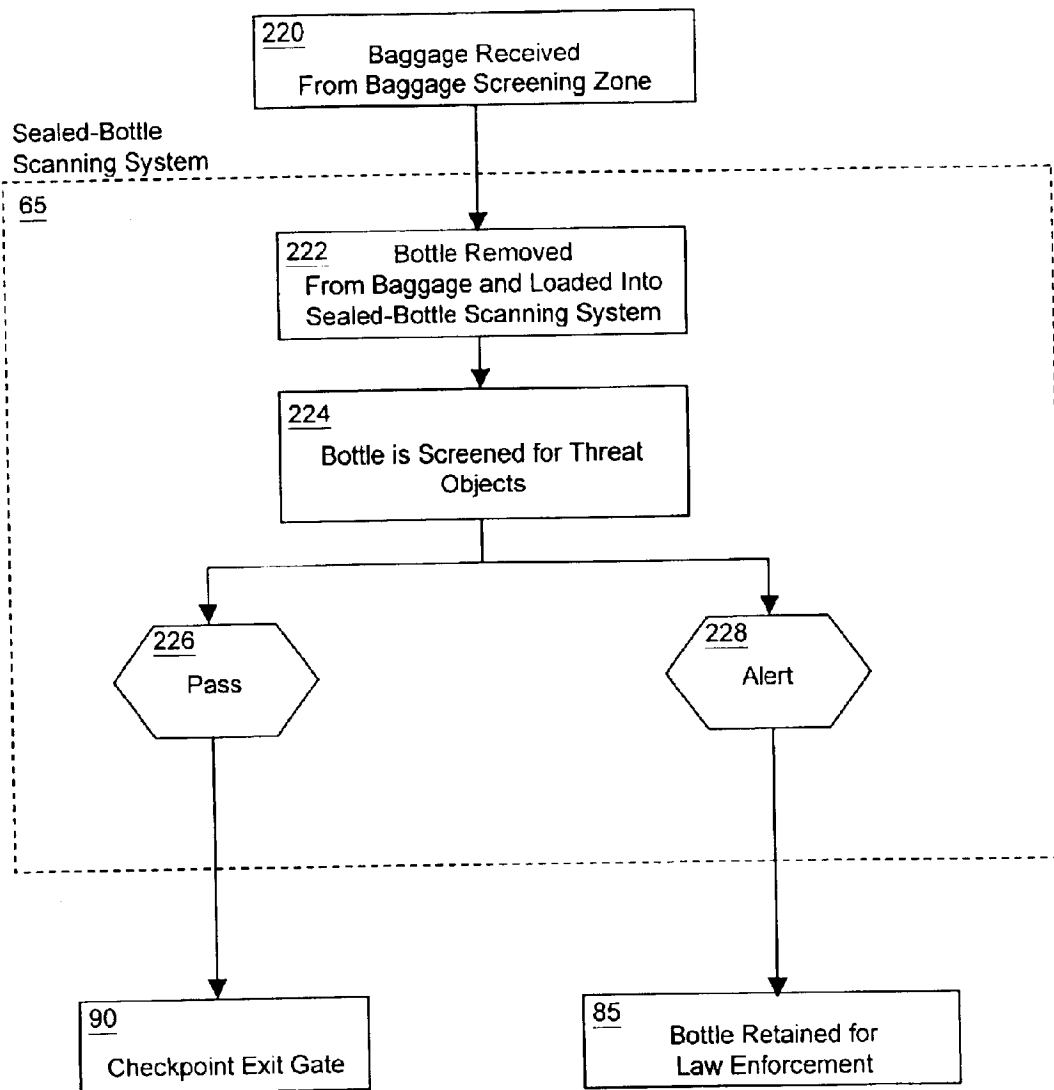 220
Baggage Received
From Baggage Screening Zone
Sealed-Bottle
Scanning System
65
222 Bottle Removed
From Baggage and Loaded Into
Sealed-Bottle Scanning System
224
Bottle is Screened for Threat
Objects
226
Pass
228
Alert
90
Checkpoint Exit Gate
85
Bottle Retained for
Law Enforcement